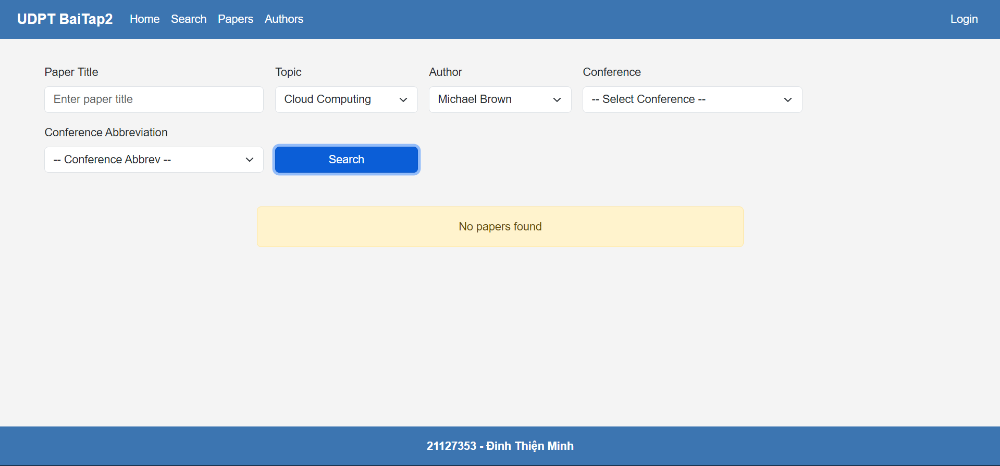 UDPT BaiTap2 Home Search Papers Authors Login
Paper Title Topic Author Conference
Enter paper title Cloud Computing Michael Brown -- Select Conference --
Conference Abbreviation
-- Conference Abbrev -- Search
No papers found
21127353 - Đinh Thiện Minh